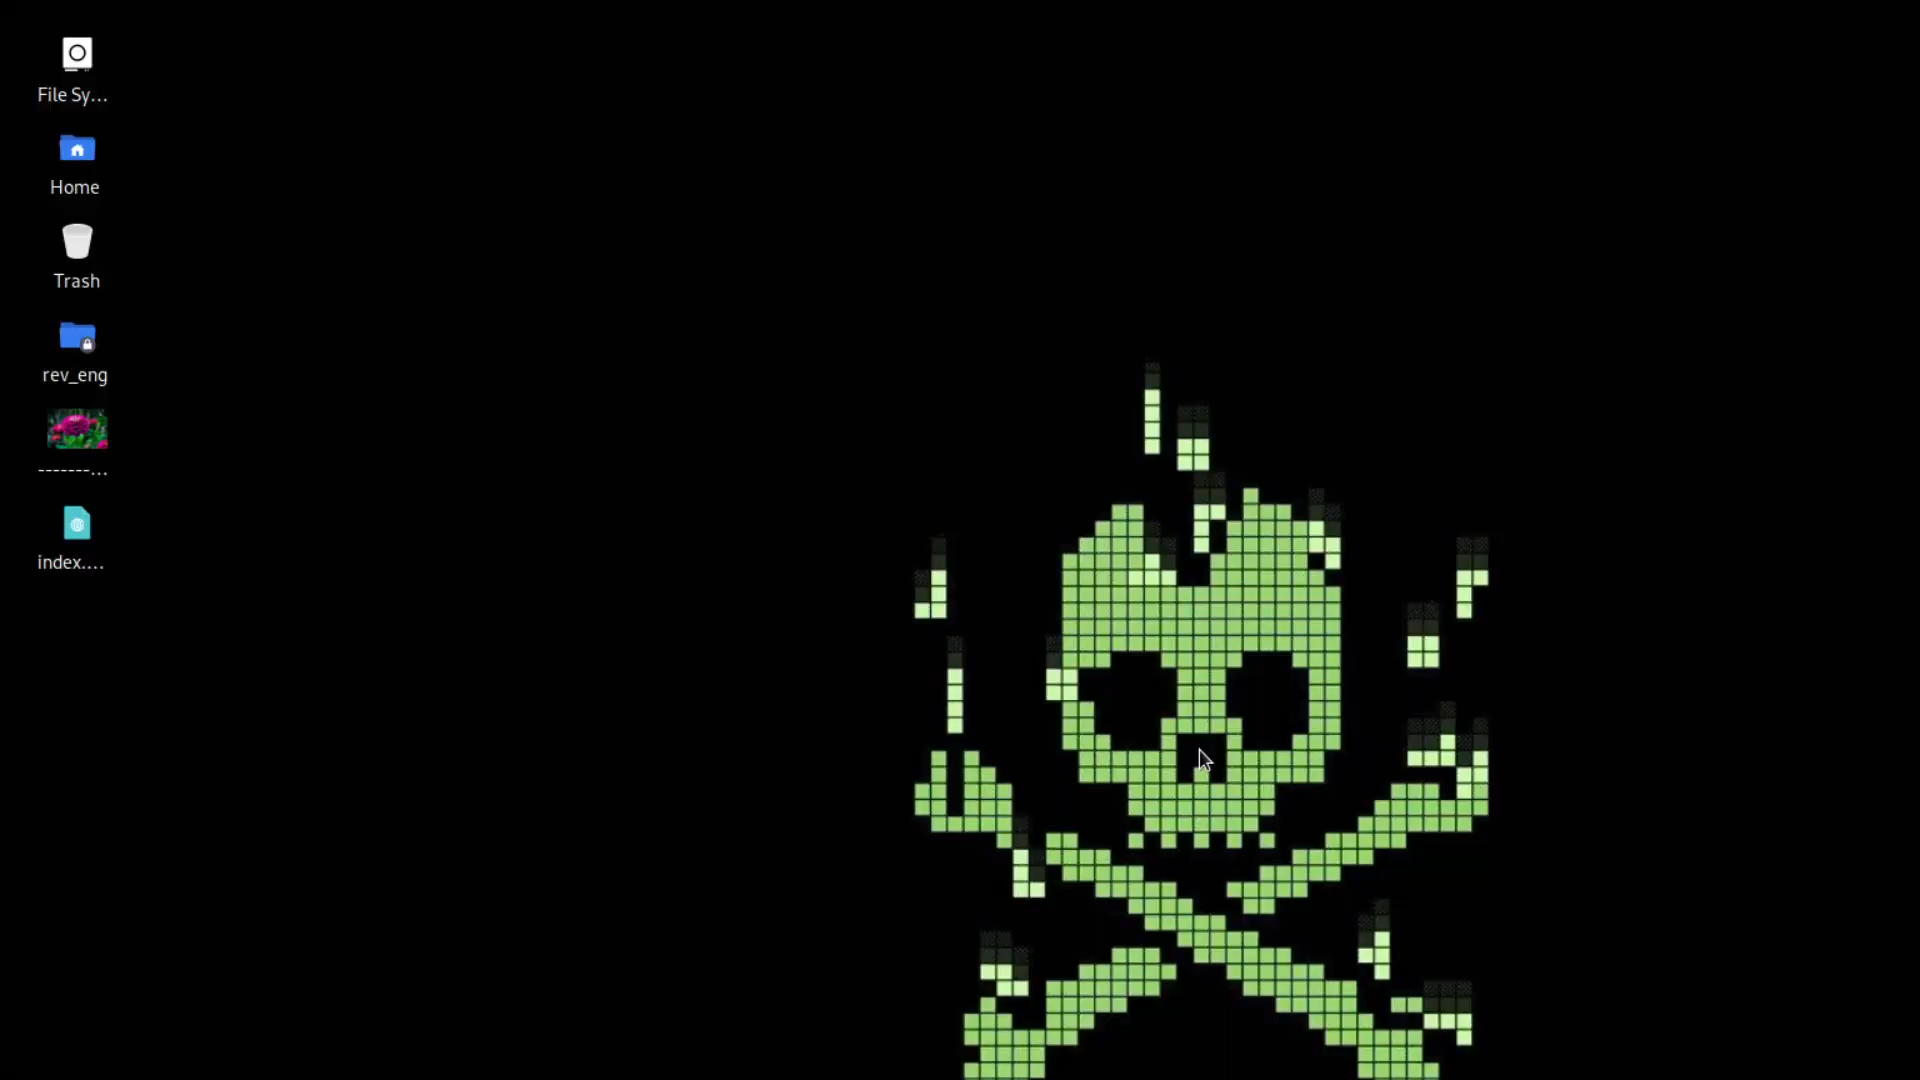 File Sy...
Home
Trash
rev_eng
-------...
index....